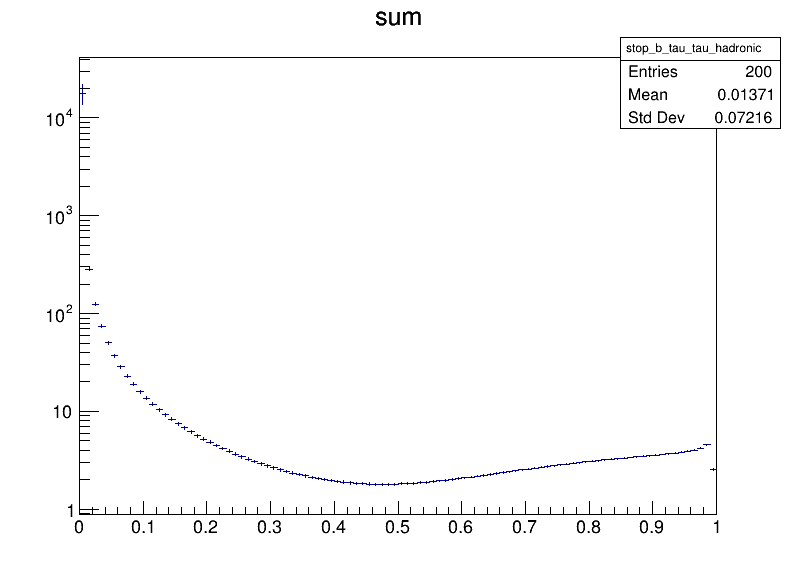 sum
stop_b_tau_tau_hadronic
Entries 200
Mean 0.01371
Std Dev 0.07216
10^4
10^3
10^2
10
1
0 0.1 0.2 0.3 0.4 0.5 0.6 0.7 0.8 0.9 1